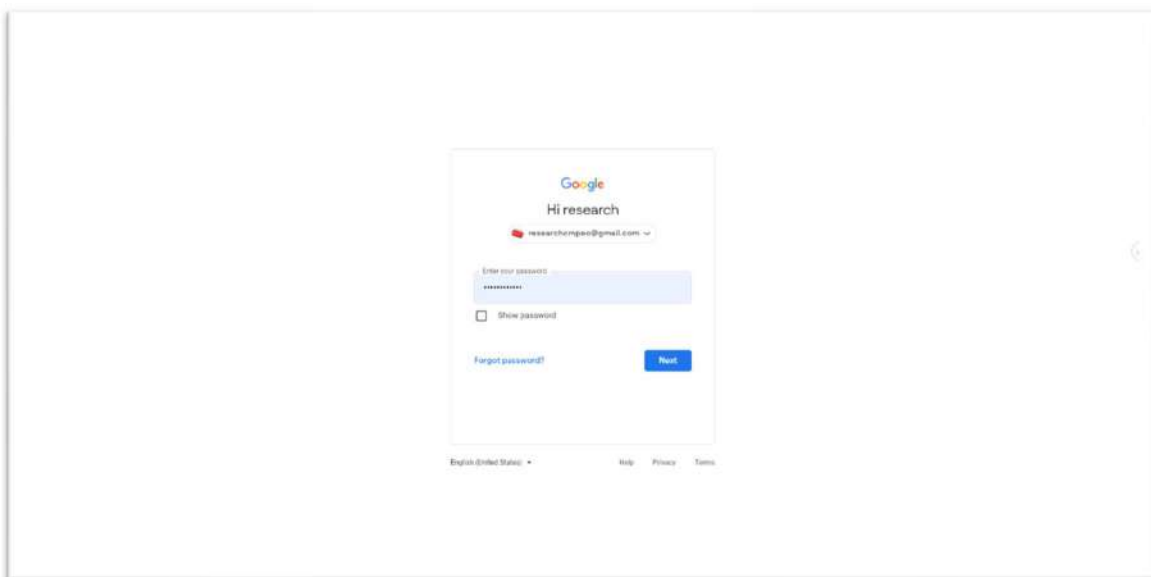 Google
Hi research
researchcmpeo@gmail.com
Enter your password
••••••••••••
Show password
Forgot password?
Next
English (United States)
Help Privacy Terms